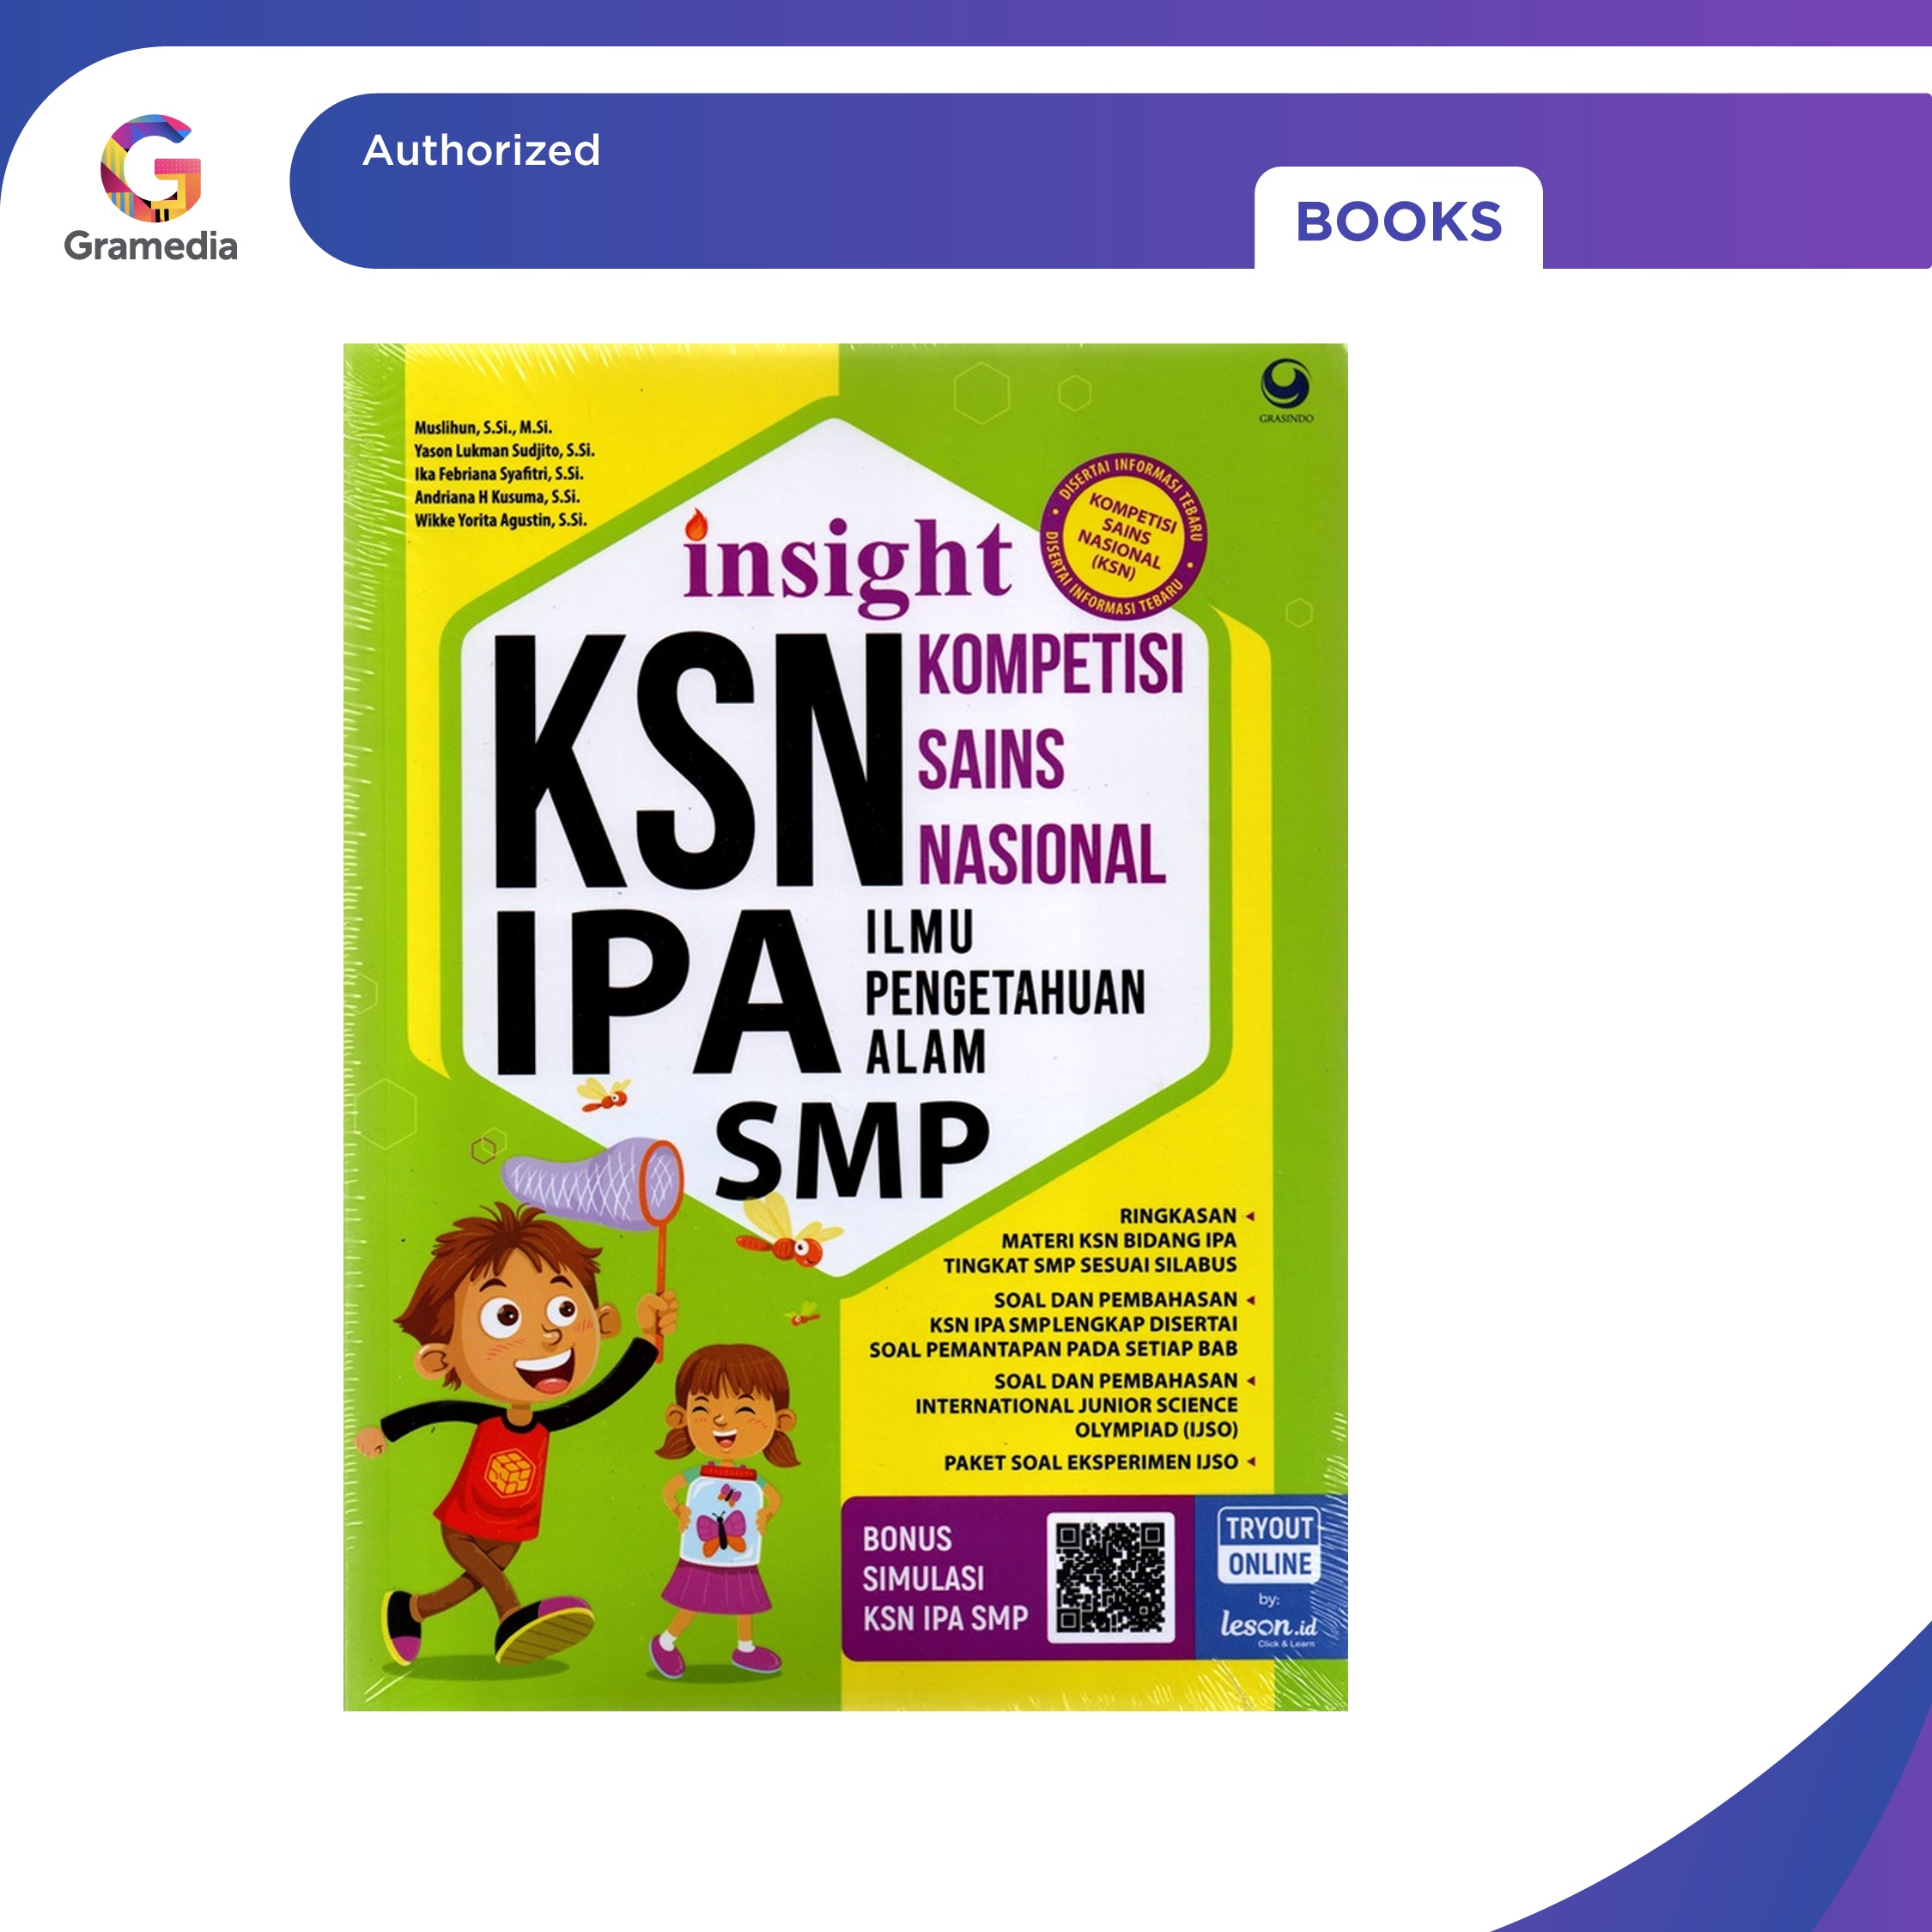 Gramedia
Authorized
BOOKS
GRASINDO
Muslihun, S.Si., M.Si.
Yason Lukman Sudjito, S.Si.
Ika Febriana Syafitri, S.Si.
Andriana H Kusuma, S.Si.
Wikke Yorita Agustin, S.Si.
DISERTAI INFORMASI TEBARU
KOMPETISI
SAINS
NASIONAL
(KSN)
DISERTAI INFORMASI TEBARU
insight
KSN
KOMPETISI
SAINS
NASIONAL
IPA
ILMU
PENGETAHUAN
ALAM
SMP
RINGKASAN
MATERI KSN BIDANG IPA
TINGKAT SMP SESUAI SILABUS
SOAL DAN PEMBAHASAN
KSN IPA SMPLENGKAP DISERTAI
SOAL PEMANTAPAN PADA SETIAP BAB
SOAL DAN PEMBAHASAN
INTERNATIONAL JUNIOR SCIENCE
OLYMPIAD (IJSO)
PAKET SOAL EKSPERIMEN IJSO
BONUS
SIMULASI
KSN IPA SMP
TRYOUT
ONLINE
by:
leson.id
Click & Learn